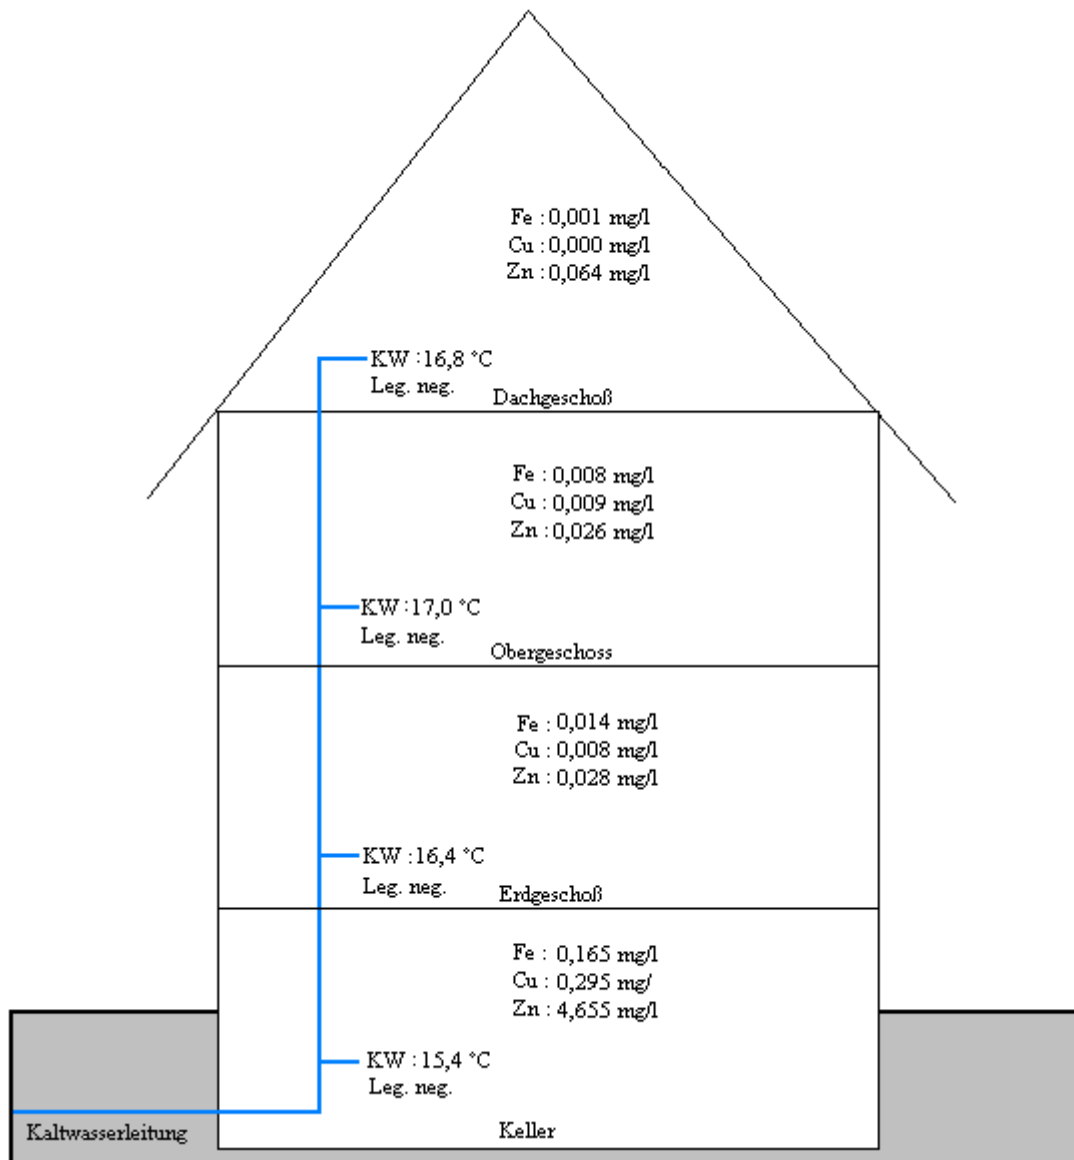 Fe : 0,001 mg/l
Cu : 0,000 mg/l
Zn : 0,064 mg/l
KW : 16,8 °C
Leg. neg.
Dachgeschoß
Fe : 0,008 mg/l
Cu : 0,009 mg/l
Zn : 0,026 mg/l
KW : 17,0 °C
Leg. neg.
Obergeschoss
Fe : 0,014 mg/l
Cu : 0,008 mg/l
Zn : 0,028 mg/l
KW : 16,4 °C
Leg. neg.
Erdgeschoß
Fe : 0,165 mg/l
Cu : 0,295 mg/
Zn : 4,655 mg/l
KW : 15,4 °C
Leg. neg.
Kaltwasserleitung
Keller